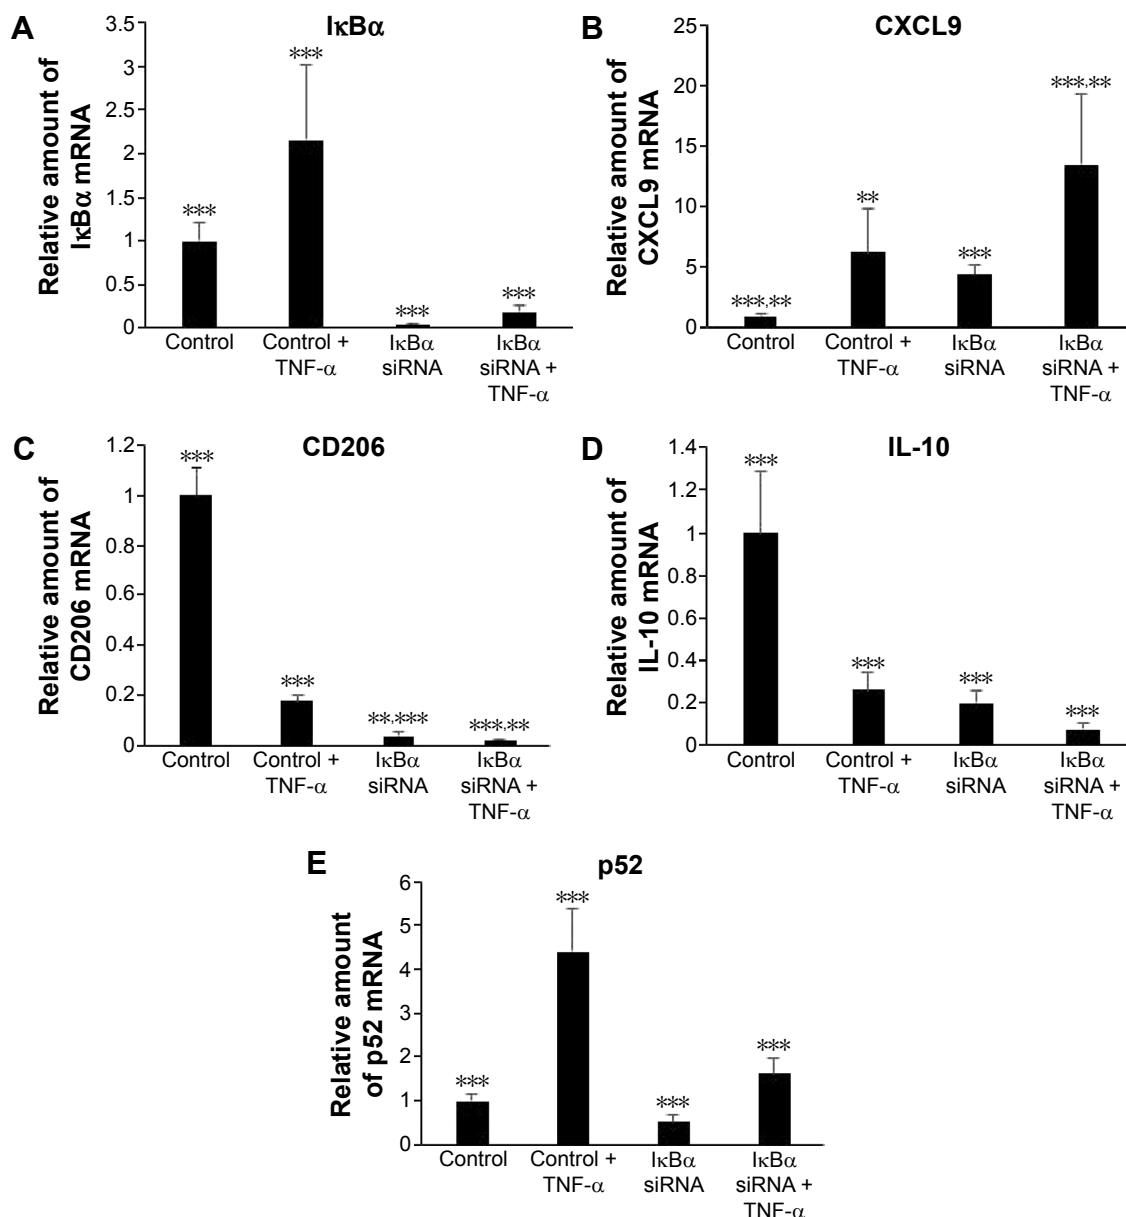 A
IκBα
Relative amount of
IκBα mRNA
3.5
3
2.5
2
1.5
1
0.5
0
***
***
***
***
Control
Control +
TNF-α
IκBα
siRNA
IκBα
siRNA +
TNF-α
B
CXCL9
Relative amount of
CXCL9 mRNA
25
20
15
10
5
0
***,**
**
***
***,**
Control
Control +
TNF-α
IκBα
siRNA
IκBα
siRNA +
TNF-α
C
CD206
Relative amount of
CD206 mRNA
1.2
1
0.8
0.6
0.4
0.2
0
***
***
**,***
***,**
Control
Control +
TNF-α
IκBα
siRNA
IκBα
siRNA +
TNF-α
D
IL-10
Relative amount of
IL-10 mRNA
1.4
1.2
1
0.8
0.6
0.4
0.2
0
***
***
***
***
Control
Control +
TNF-α
IκBα
siRNA
IκBα
siRNA +
TNF-α
E
p52
Relative amount
of p52 mRNA
6
5
4
3
2
1
0
***
***
***
***
Control
Control +
TNF-α
IκBα
siRNA
IκBα
siRNA +
TNF-α